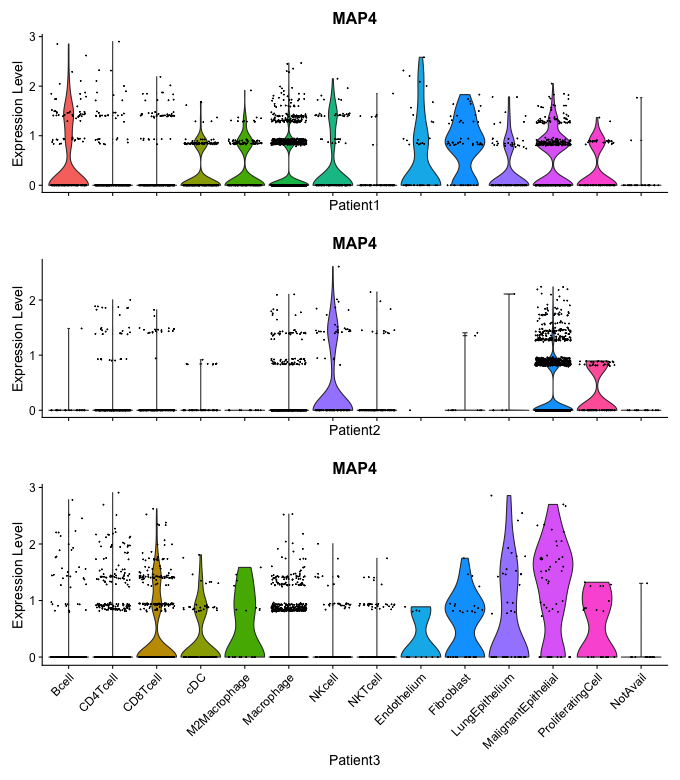 MAP4
Expression Level
3
2
1
0
Patient1
MAP4
Expression Level
2
1
0
Patient2
MAP4
Expression Level
3
2
1
0
Bcell
CD4Tcell
CD8Tcell
cDC
M2Macrophage
Macrophage
NKcell
NKTcell
Endothelium
Fibroblast
LungEpithelium
MalignantEpithelial
ProliferatingCell
NotAvail
Patient3